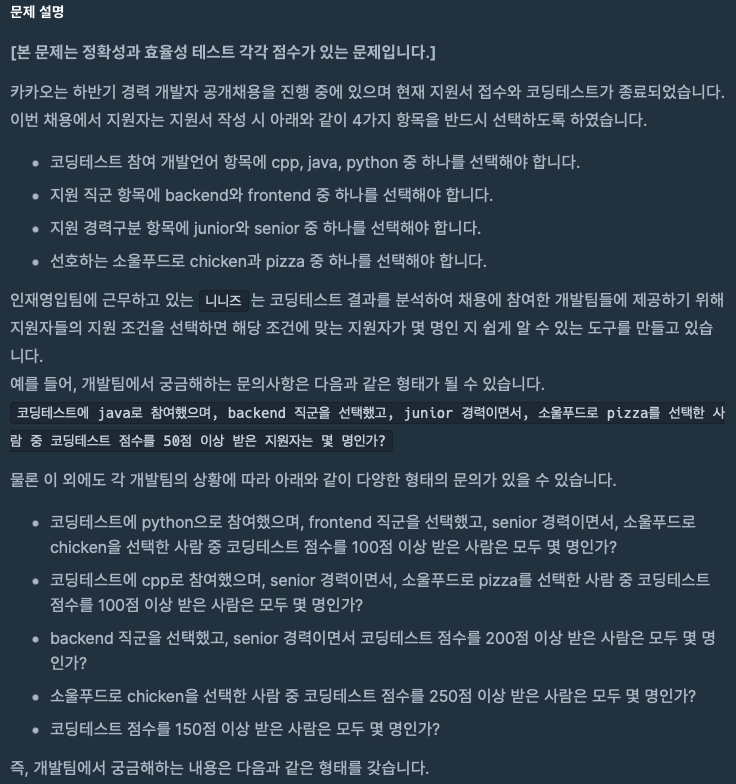 문제 설명
[본 문제는 정확성과 효율성 테스트 각각 점수가 있는 문제입니다.]
카카오는 하반기 경력 개발자 공개채용을 진행 중에 있으며 현재 지원서 접수와 코딩테스트가 종료되었습니다.
이번 채용에서 지원자는 지원서 작성 시 아래와 같이 4가지 항목을 반드시 선택하도록 하였습니다.
• 코딩테스트 참여 개발언어 항목에 cpp, java, python 중 하나를 선택해야 합니다.
• 지원 직군 항목에 backend와 frontend 중 하나를 선택해야 합니다.
• 지원 경력구분 항목에 junior와 senior 중 하나를 선택해야 합니다.
• 선호하는 소울푸드로 chicken과 pizza 중 하나를 선택해야 합니다.
인재영입팀에 근무하고 있는 니니즈 는 코딩테스트 결과를 분석하여 채용에 참여한 개발팀들에 제공하기 위해
지원자들의 지원 조건을 선택하면 해당 조건에 맞는 지원자가 몇 명인 지 쉽게 알 수 있는 도구를 만들고 있습
니다.
예를 들어, 개발팀에서 궁금해하는 문의사항은 다음과 같은 형태가 될 수 있습니다.
코딩테스트에 java로 참여했으며, backend 직군을 선택했고, junior 경력이면서, 소울푸드로 pizza를 선택한 사
람 중 코딩테스트 점수를 50점 이상 받은 지원자는 몇 명인가?
물론 이 외에도 각 개발팀의 상황에 따라 아래와 같이 다양한 형태의 문의가 있을 수 있습니다.
• 코딩테스트에 python으로 참여했으며, frontend 직군을 선택했고, senior 경력이면서, 소울푸드로
chicken을 선택한 사람 중 코딩테스트 점수를 100점 이상 받은 사람은 모두 몇 명인가?
• 코딩테스트에 cpp로 참여했으며, senior 경력이면서, 소울푸드로 pizza를 선택한 사람 중 코딩테스트
점수를 100점 이상 받은 사람은 모두 몇 명인가?
• backend 직군을 선택했고, senior 경력이면서 코딩테스트 점수를 200점 이상 받은 사람은 모두 몇 명
인가?
• 소울푸드로 chicken을 선택한 사람 중 코딩테스트 점수를 250점 이상 받은 사람은 모두 몇 명인가?
• 코딩테스트 점수를 150점 이상 받은 사람은 모두 몇 명인가?
즉, 개발팀에서 궁금해하는 내용은 다음과 같은 형태를 갖습니다.